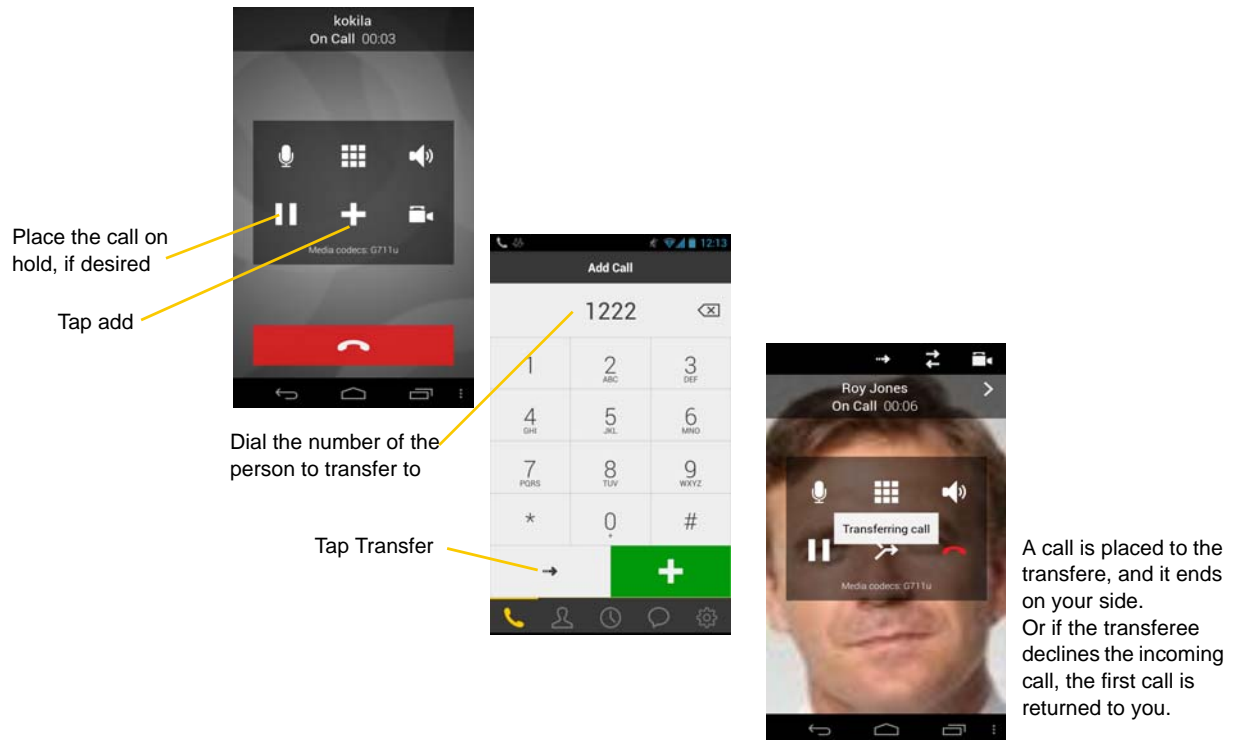 kokila
On Call 00:03
Media codecs: G711u
Place the call on
hold, if desired
Tap add
12:13
Add Call
1222
1
2
ABC
3
DEF
4
GHI
5
JKL
6
MNO
7
PQRS
8
TUV
9
WXYZ
*
0
+
#
Dial the number of the
person to transfer to
Tap Transfer
Roy Jones
On Call 00:06
Transferring call
Media codecs: G711u
A call is placed to the
transfere, and it ends
on your side.
Or if the transferee
declines the incoming
call, the first call is
returned to you.